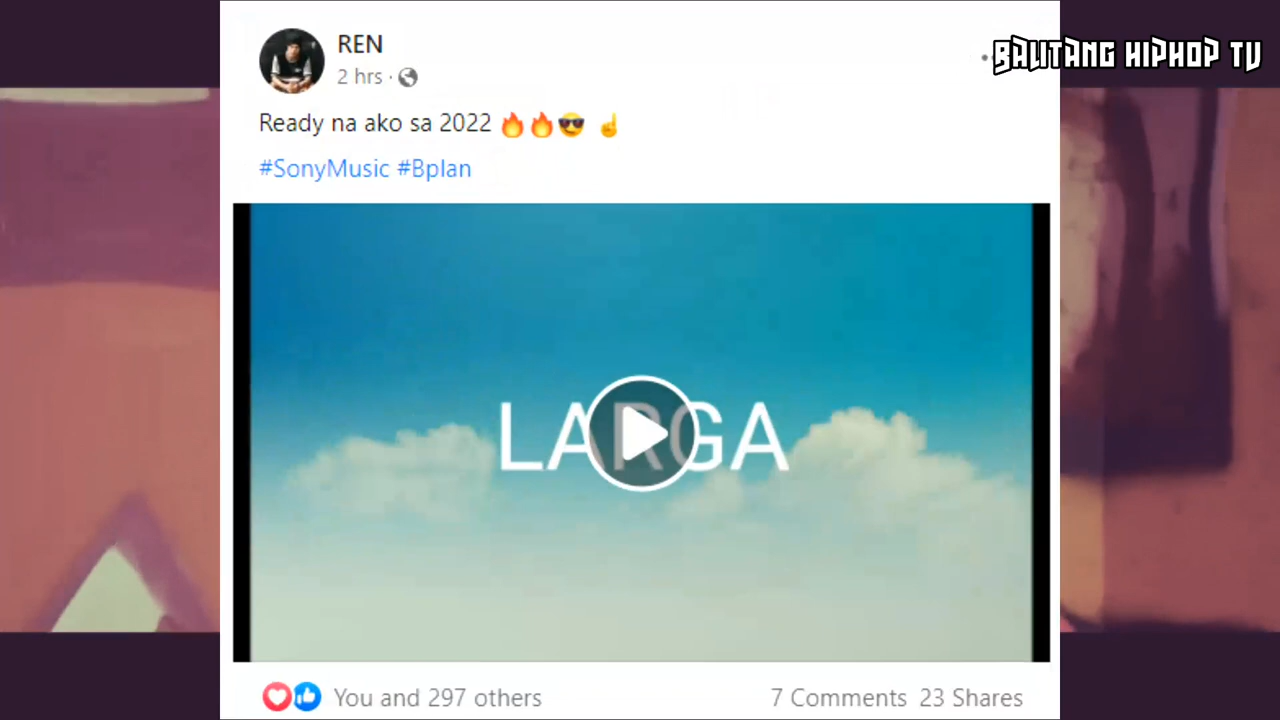 BALITANG HIPHOP TV
REN
2 hrs ·
Ready na ako sa 2022 🔥🔥😎 ☝
#SonyMusic #Bplan
LARGA
You and 297 others
7 Comments 23 Shares